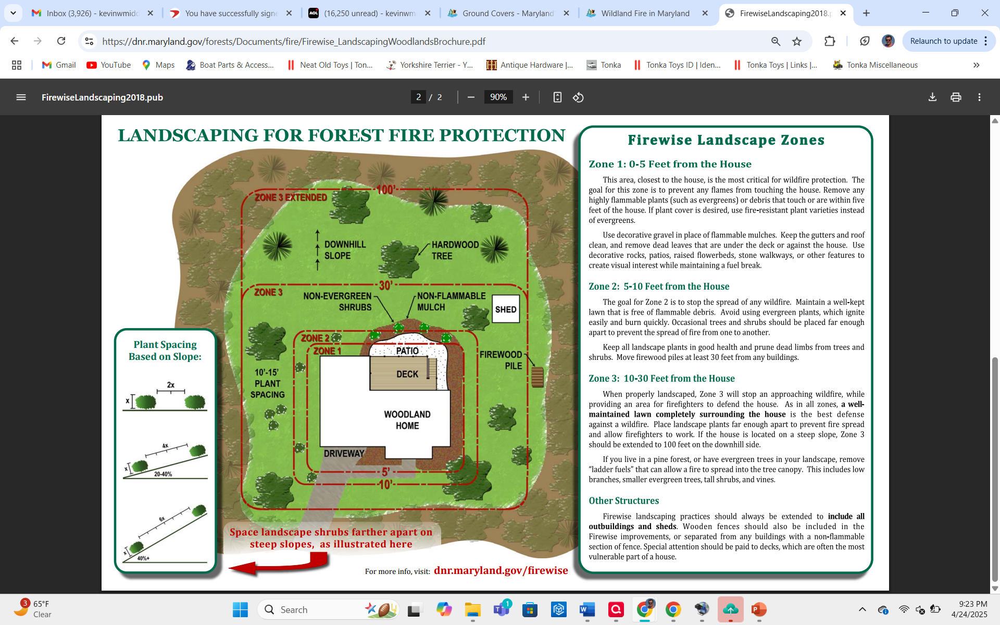 Inbox (3,926) - kevinwmidd
You have successfully signe
AOL
(16,250 unread) - kevinwm
Ground Covers - Maryland'
Wildland Fire in Maryland
FirewiseLandscaping2018.p
https://dnr.maryland.gov/forests/Documents/fire/Firewise_LandscapingWoodlandsBrochure.pdf
Relaunch to update
Gmail
YouTube
Maps
Boat Parts & Access...
Neat Old Toys | Ton...
Yorkshire Terrier - Y...
Antique Hardware |...
Tonka
Tonka Toys ID | Iden...
Tonka Toys | Links |...
Tonka Miscellaneous
FirewiseLandscaping2018.pub
2 / 2
90%
LANDSCAPING FOR FOREST FIRE PROTECTION
100'
ZONE 3 EXTENDED
DOWNHILL
SLOPE
HARDWOOD
TREE
30'
ZONE 3
NON-EVERGREEN
SHRUBS
NON-FLAMMABLE
MULCH
SHED
ZONE 2
ZONE 1
PATIO
DECK
FIREWOOD
PILE
10'-15'
PLANT
SPACING
WOODLAND
HOME
DRIVEWAY
5'
10'
Plant Spacing
Based on Slope:
2x
x
4x
x
20-40%
6x
x
40%+
Space landscape shrubs farther apart on
steep slopes, as illustrated here
For more info, visit: dnr.maryland.gov/firewise
Firewise Landscape Zones
Zone 1: 0-5 Feet from the House
This area, closest to the house, is the most critical for wildfire protection. The
goal for this zone is to prevent any flames from touching the house. Remove any
highly flammable plants (such as evergreens) or debris that touch or are within five
feet of the house. If plant cover is desired, use fire-resistant plant varieties instead
of evergreens.
Use decorative gravel in place of flammable mulches. Keep the gutters and roof
clean, and remove dead leaves that are under the deck or against the house. Use
decorative rocks, patios, raised flowerbeds, stone walkways, or other features to
create visual interest while maintaining a fuel break.
Zone 2: 5-10 Feet from the House
The goal for Zone 2 is to stop the spread of any wildfire. Maintain a well-kept
lawn that is free of flammable debris. Avoid using evergreen plants, which ignite
easily and burn quickly. Occasional trees and shrubs should be placed far enough
apart to prevent the spread of fire from one to another.
Keep all landscape plants in good health and prune dead limbs from trees and
shrubs. Move firewood piles at least 30 feet from any buildings.
Zone 3: 10-30 Feet from the House
When properly landscaped, Zone 3 will stop an approaching wildfire, while
providing an area for firefighters to defend the house. As in all zones, a well-
maintained lawn completely surrounding the house is the best defense
against a wildfire. Place landscape plants far enough apart to prevent fire spread
and allow firefighters to work. If the house is located on a steep slope, Zone 3
should be extended to 100 feet on the downhill side.
If you live in a pine forest, or have evergreen trees in your landscape, remove
“ladder fuels” that can allow a fire to spread into the tree canopy. This includes low
branches, smaller evergreen trees, tall shrubs, and vines.
Other Structures
Firewise landscaping practices should always be extended to include all
outbuildings and sheds. Wooden fences should also be included in the
Firewise improvements, or separated from any buildings with a non-flammable
section of fence. Special attention should be paid to decks, which are often the most
vulnerable part of a house.
3
65°F
Clear
Search
1
9:23 PM
4/24/2025